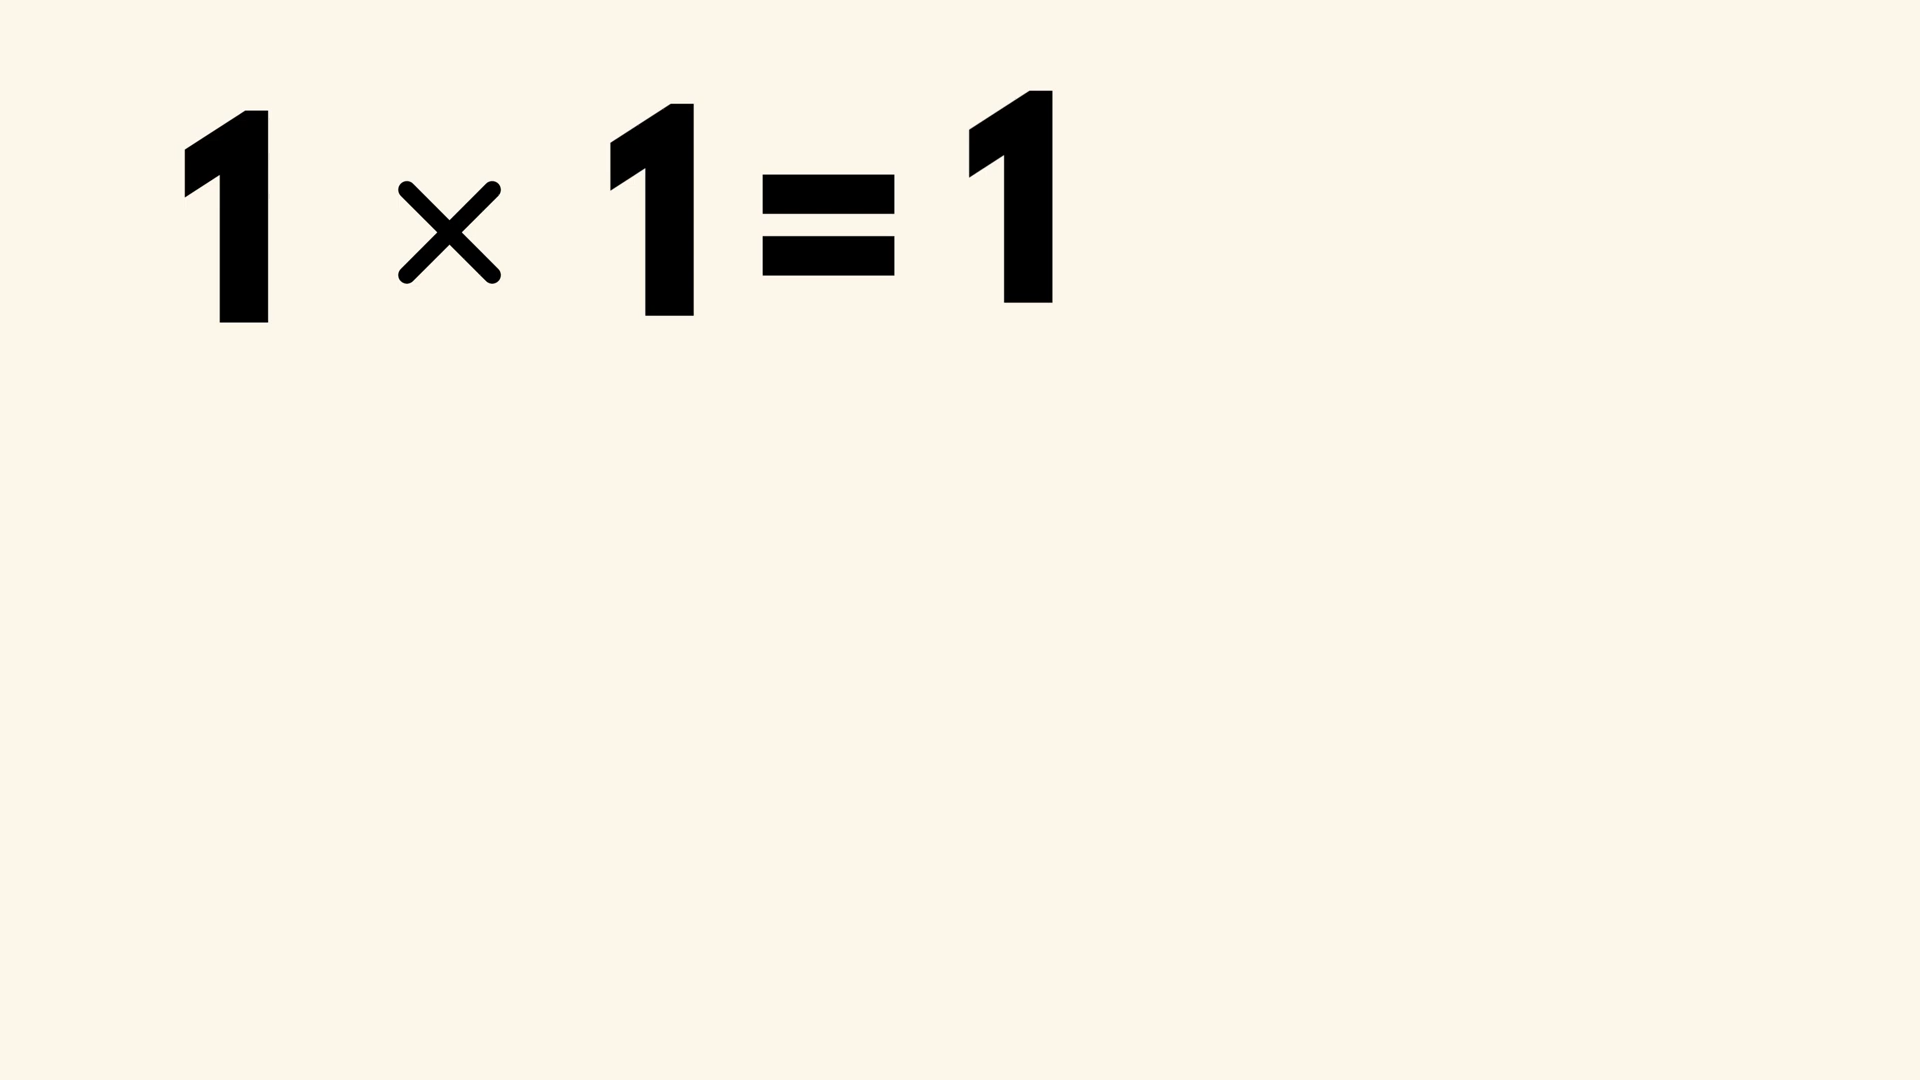 1 × 1 = 1